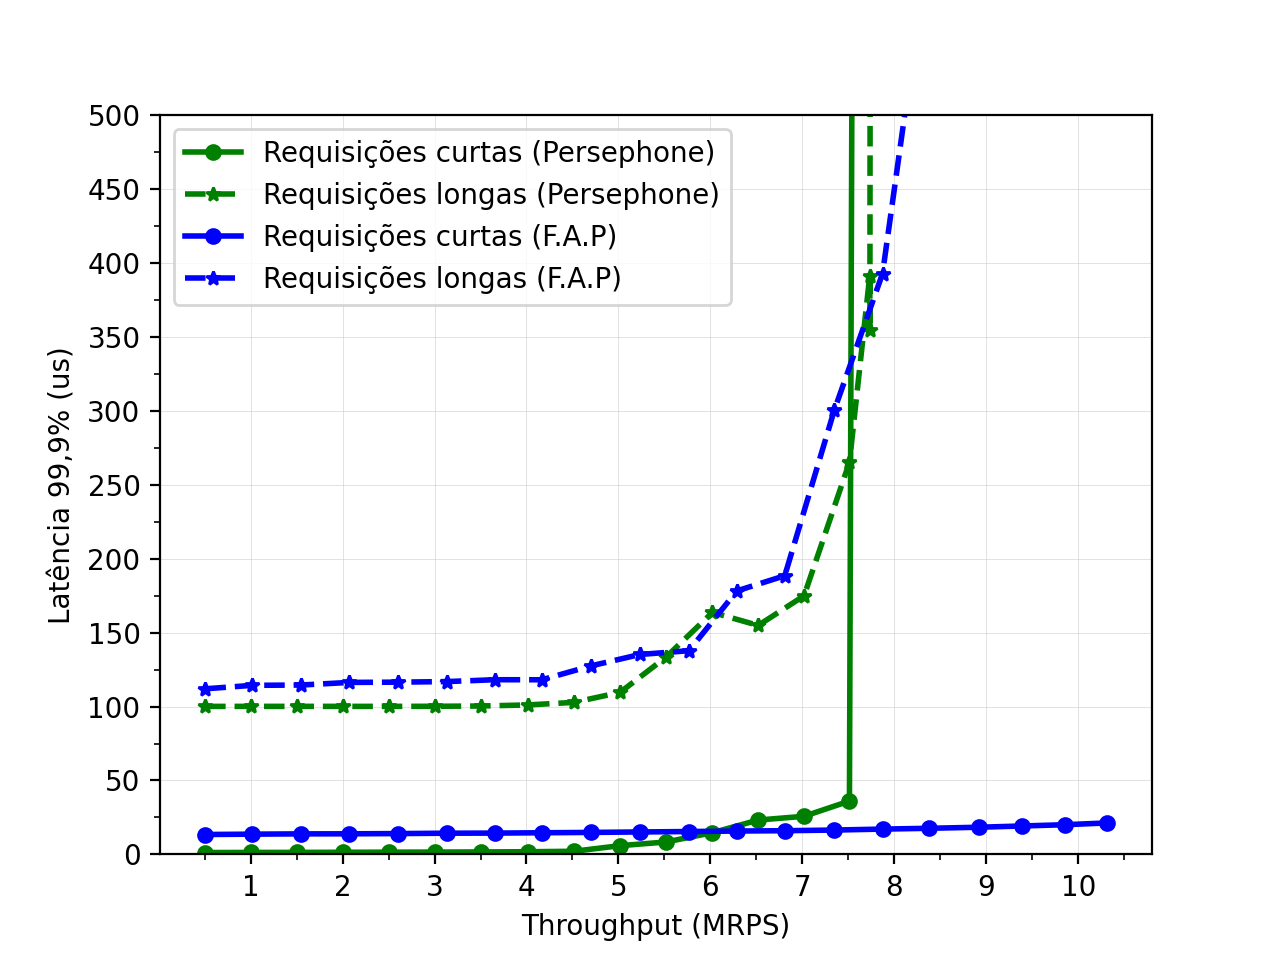 500
450
400
350
300
250
200
150
100
50
0
Latência 99,9% (us)
Requisições curtas (Persephone)
Requisições longas (Persephone)
Requisições curtas (F.A.P)
Requisições longas (F.A.P)
1 2 3 4 5 6 7 8 9 10
Throughput (MRPS)